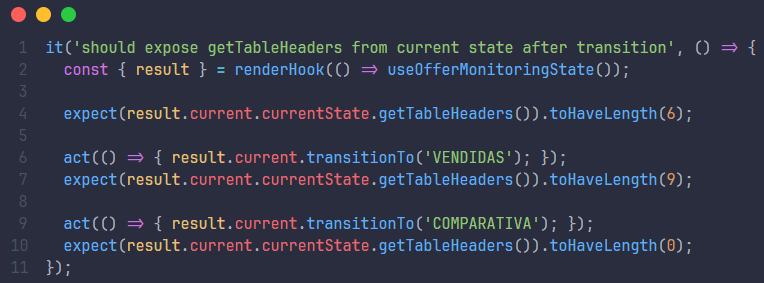 1 it('should expose getTableHeaders from current state after transition', () => {
2   const { result } = renderHook(() => useOfferMonitoringState());
3
4   expect(result.current.currentState.getTableHeaders()).toHaveLength(6);
5
6   act(() => { result.current.transitionTo('VENDIDAS'); });
7   expect(result.current.currentState.getTableHeaders()).toHaveLength(9);
8
9   act(() => { result.current.transitionTo('COMPARATIVA'); });
10   expect(result.current.currentState.getTableHeaders()).toHaveLength(0);
11 });